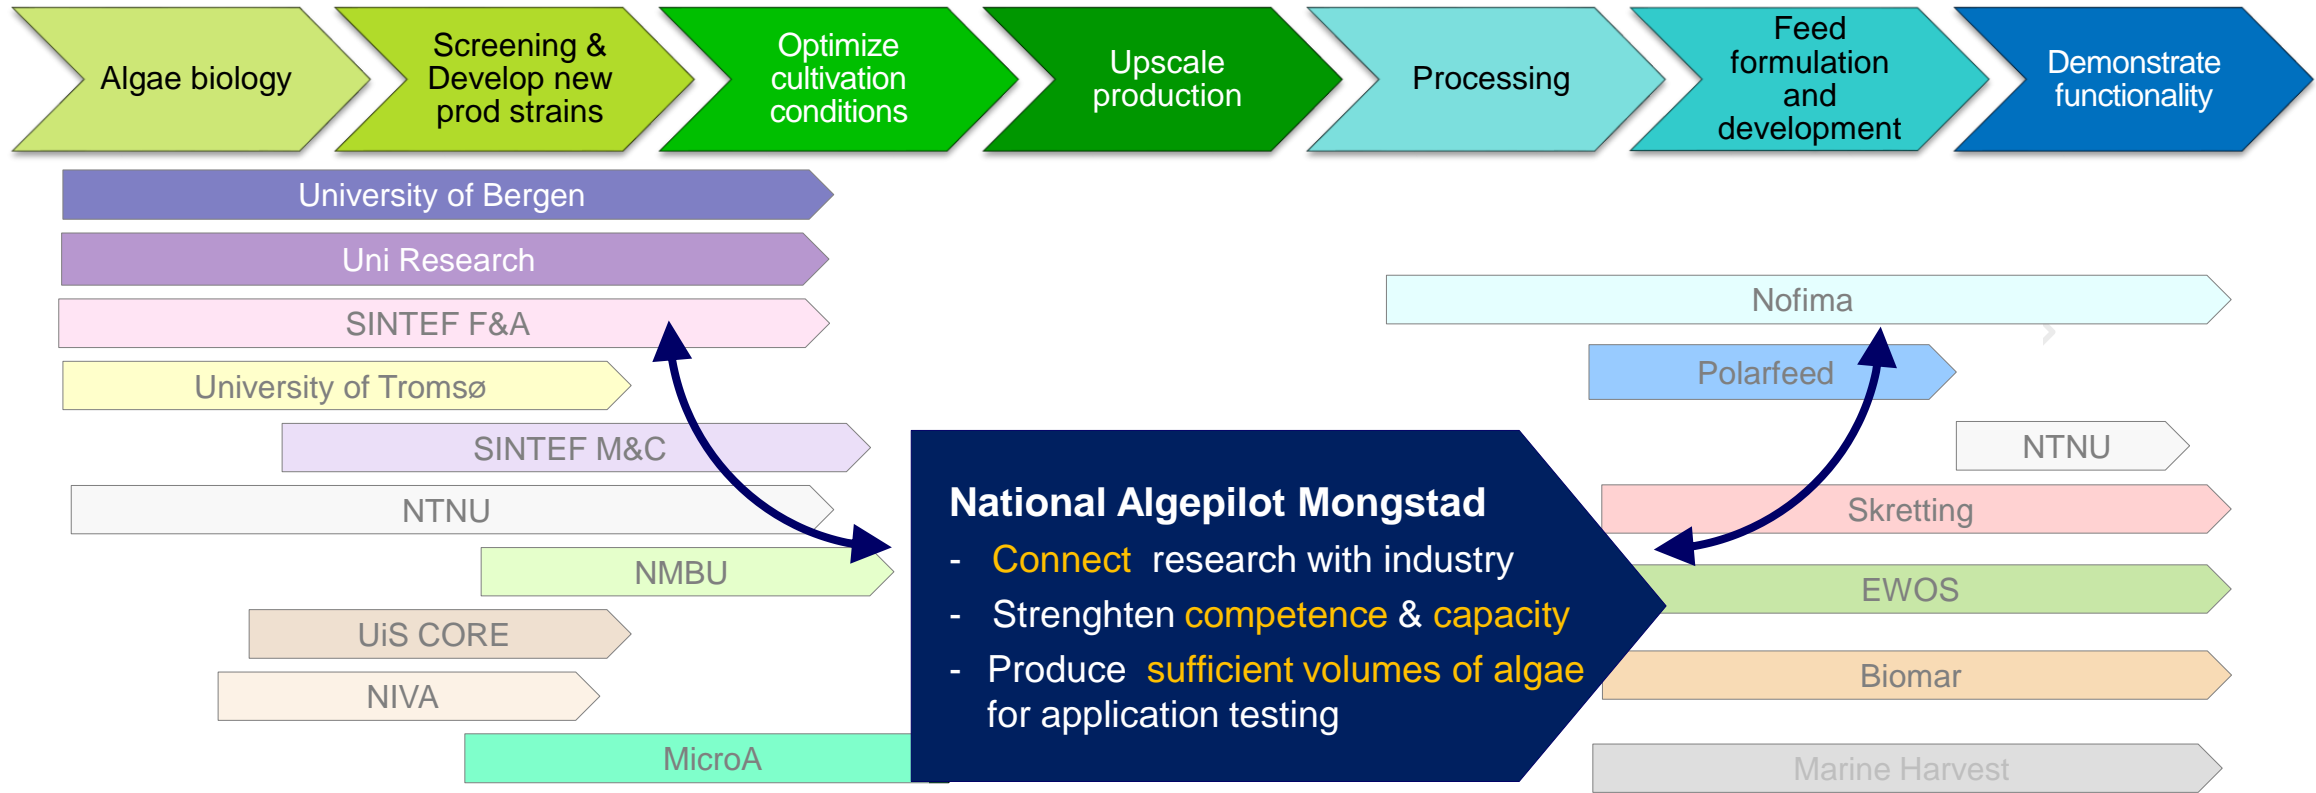 Algae biology
Screening &
Develop new
prod strains
Optimize
cultivation
conditions
Upscale
production
Processing
Feed
formulation
and
development
Demonstrate
functionality
University of Bergen
Uni Research
SINTEF F&A
University of Tromsø
SINTEF M&C
NTNU
NMBU
UiS CORE
NIVA
MicroA
National Algepilot Mongstad
- Connect research with industry
- Strenghten competence & capacity
- Produce sufficient volumes of algae
for application testing
Nofima
Polarfeed
NTNU
Skretting
EWOS
Biomar
Marine Harvest